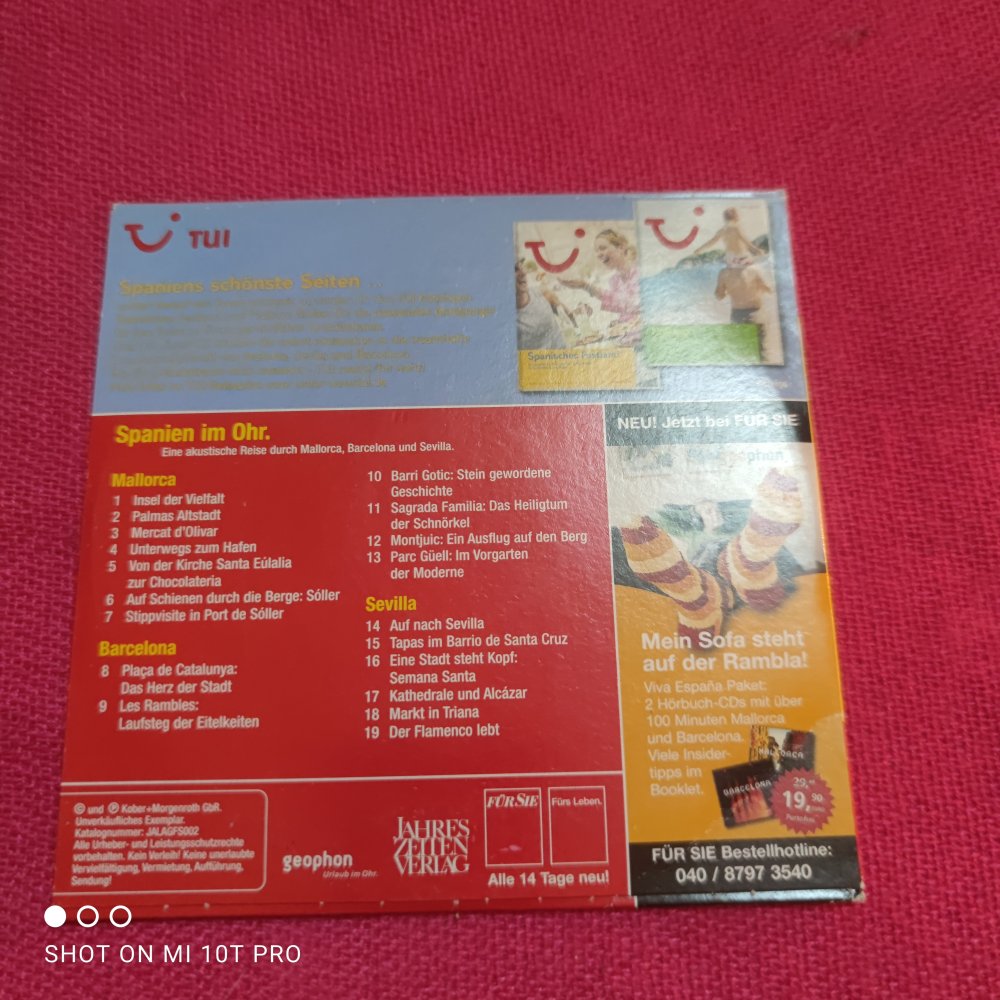 TUI
Spaniens schönste Seiten ...
Spanisches Festland
Spanien im Ohr.
Eine akustische Reise durch Mallorca, Barcelona und Sevilla.
Mallorca
1 Insel der Vielfalt
2 Palmas Altstadt
3 Mercat d'Olivar
4 Unterwegs zum Hafen
5 Von der Kirche Santa Eúlalia
zur Chocolateria
6 Auf Schienen durch die Berge: Sóller
7 Stippvisite in Port de Sóller
Barcelona
8 Plaça de Catalunya:
Das Herz der Stadt
9 Les Rambles:
Laufsteg der Eitelkeiten
10 Barri Gotic: Stein gewordene
Geschichte
11 Sagrada Familia: Das Heiligtum
der Schnörkel
12 Montjuic: Ein Ausflug auf den Berg
13 Parc Güell: Im Vorgarten
der Moderne
Sevilla
14 Auf nach Sevilla
15 Tapas im Barrio de Santa Cruz
16 Eine Stadt steht Kopf:
Semana Santa
17 Kathedrale und Alcázar
18 Markt in Triana
19 Der Flamenco lebt
NEU! Jetzt bei FÜR SIE
geophon
Mein Sofa steht
auf der Rambla!
Viva España Paket:
2 Hörbuch-CDs mit über
100 Minuten Mallorca
und Barcelona.
Viele Insider-
tipps im
Booklet.
MALLORCA
BARCELONA
29,-
19,90
Portofrei
FÜR SIE Bestellhotline:
040 / 8797 3540
© und ℗ Kober+Morgenroth GbR.
Unverkäufliches Exemplar.
Katalognummer: JALAGFS002
Alle Urheber- und Leistungsschutzrechte
vorbehalten. Kein Verleih! Keine unerlaubte
Vervielfältigung, Vermietung, Aufführung,
Sendung!
geophon
Urlaub im Ohr.
JAHRES
ZEITEN
VERLAG
FÜR SIE
Fürs Leben.
Alle 14 Tage neu!
SHOT ON MI 10T PRO